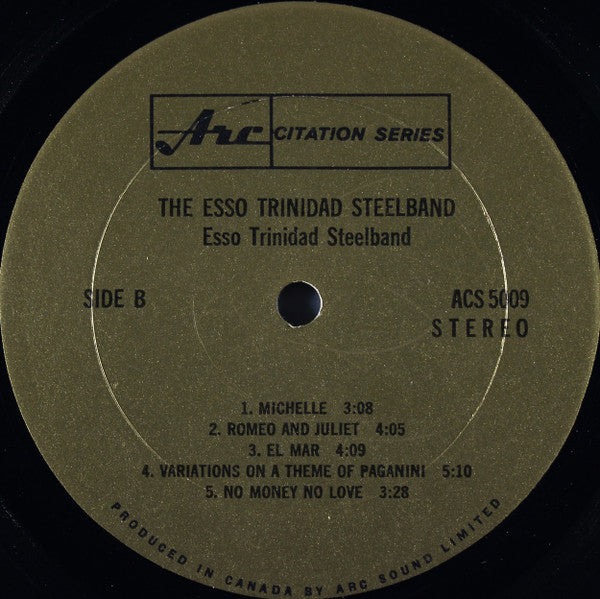 Arc CITATION SERIES
THE ESSO TRINIDAD STEELBAND
Esso Trinidad Steelband
SIDE B
ACS 5009
STEREO
1. MICHELLE 3:08
2. ROMEO AND JULIET 4:05
3. EL MAR 4:09
4. VARIATIONS ON A THEME OF PAGANINI 5:10
5. NO MONEY NO LOVE 3:28
PRODUCED IN CANADA BY ARC SOUND LIMITED